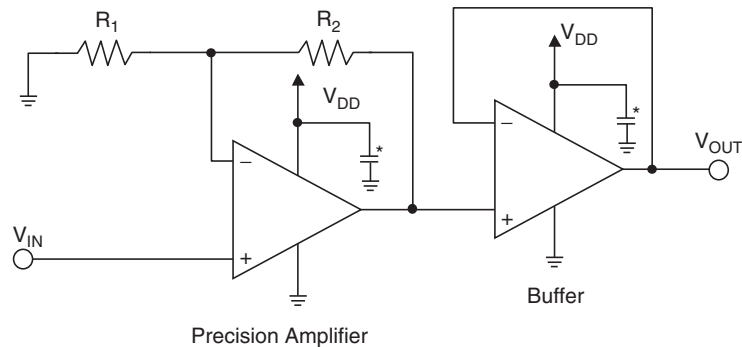 R1
R2
VDD
*
VDD
*
−
+
−
+
VIN
VOUT
Precision Amplifier
Buffer